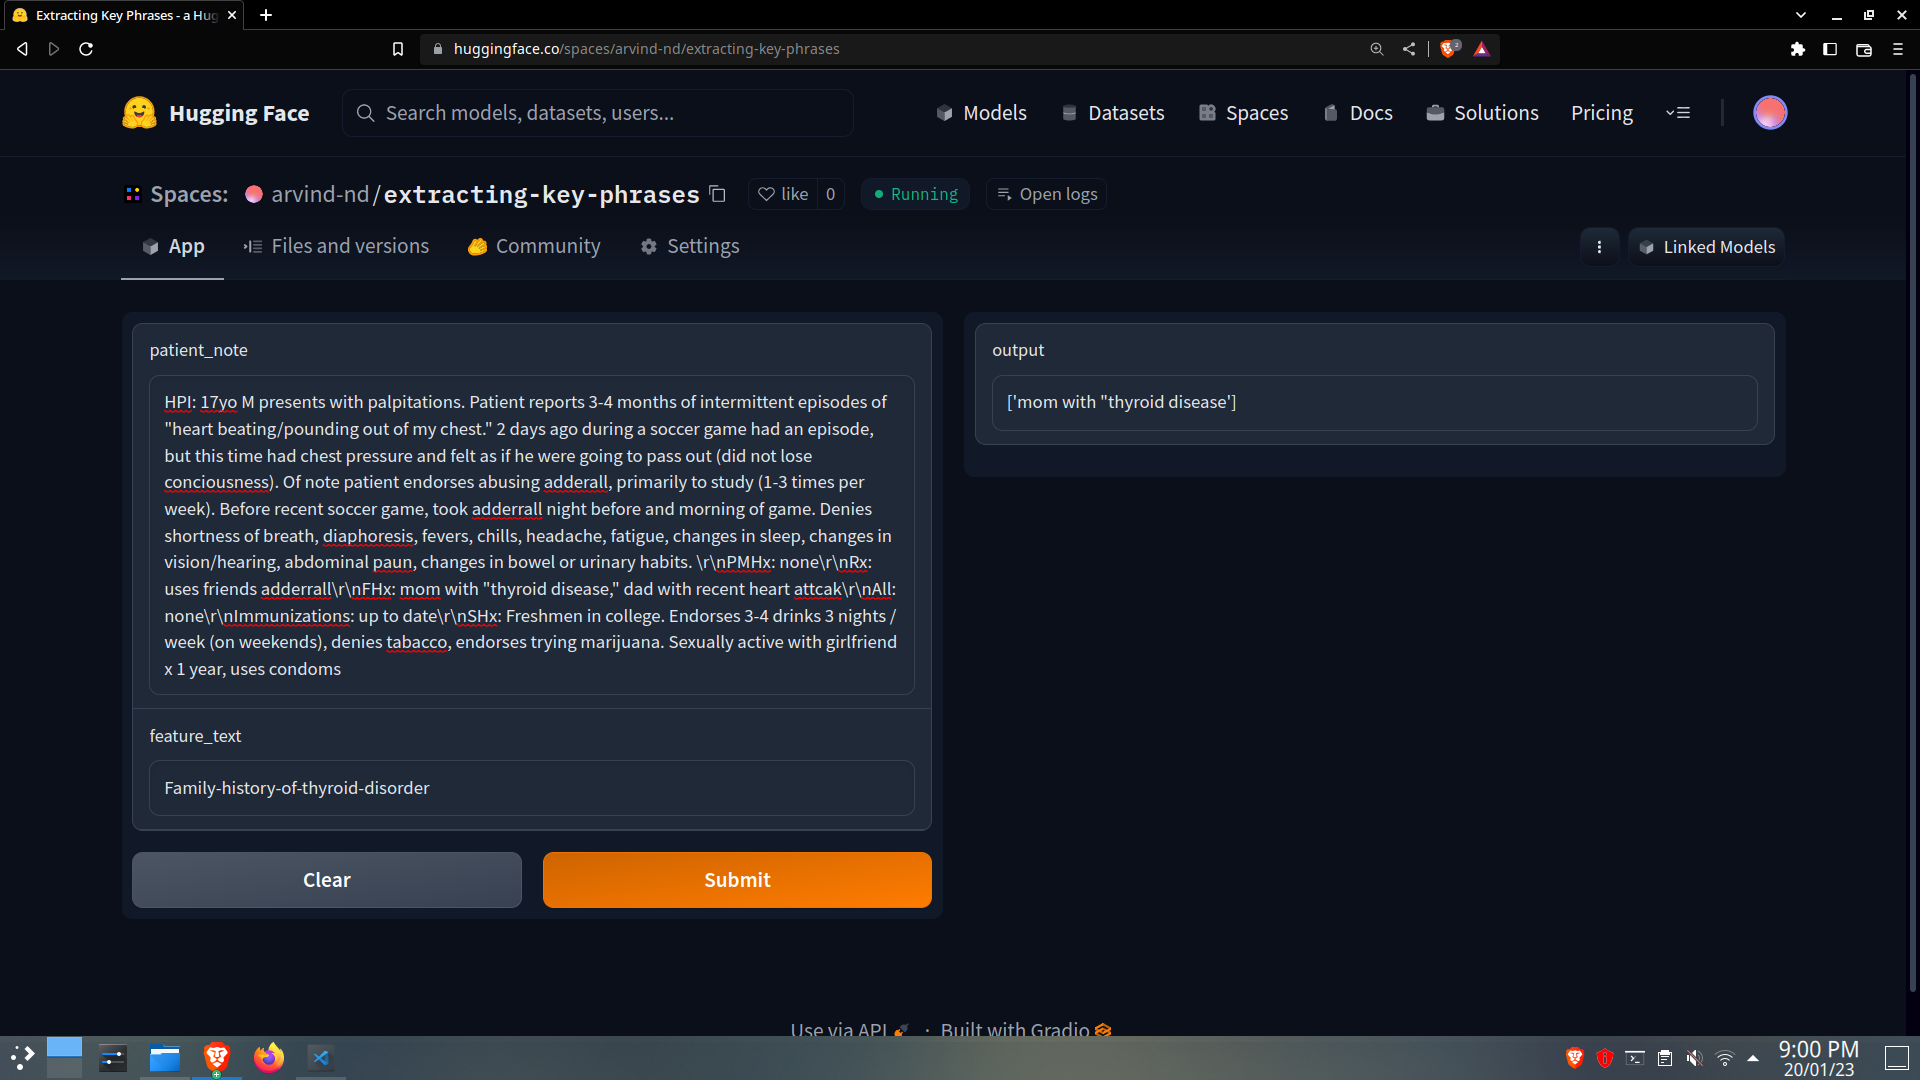 Extracting Key Phrases - a Hug
huggingface.co/spaces/arvind-nd/extracting-key-phrases
2
Hugging Face
Search models, datasets, users...
Models
Datasets
Spaces
Docs
Solutions
Pricing
Spaces:
arvind-nd/extracting-key-phrases
like
0
Running
Open logs
App
Files and versions
Community
Settings
Linked Models
patient_note
HPI: 17yo M presents with palpitations. Patient reports 3-4 months of intermittent episodes of
"heart beating/pounding out of my chest." 2 days ago during a soccer game had an episode,
but this time had chest pressure and felt as if he were going to pass out (did not lose
conciousness). Of note patient endorses abusing adderall, primarily to study (1-3 times per
week). Before recent soccer game, took adderrall night before and morning of game. Denies
shortness of breath, diaphoresis, fevers, chills, headache, fatigue, changes in sleep, changes in
vision/hearing, abdominal paun, changes in bowel or urinary habits. \r\nPMHx: none\r\nRx:
uses friends adderrall\r\nFHx: mom with "thyroid disease," dad with recent heart attcak\r\nAll:
none\r\nImmunizations: up to date\r\nSHx: Freshmen in college. Endorses 3-4 drinks 3 nights /
week (on weekends), denies tabacco, endorses trying marijuana. Sexually active with girlfriend
x 1 year, uses condoms
feature_text
Family-history-of-thyroid-disorder
Clear
Submit
output
['mom with "thyroid disease']
Use via API
·
Built with Gradio
9:00 PM
20/01/23